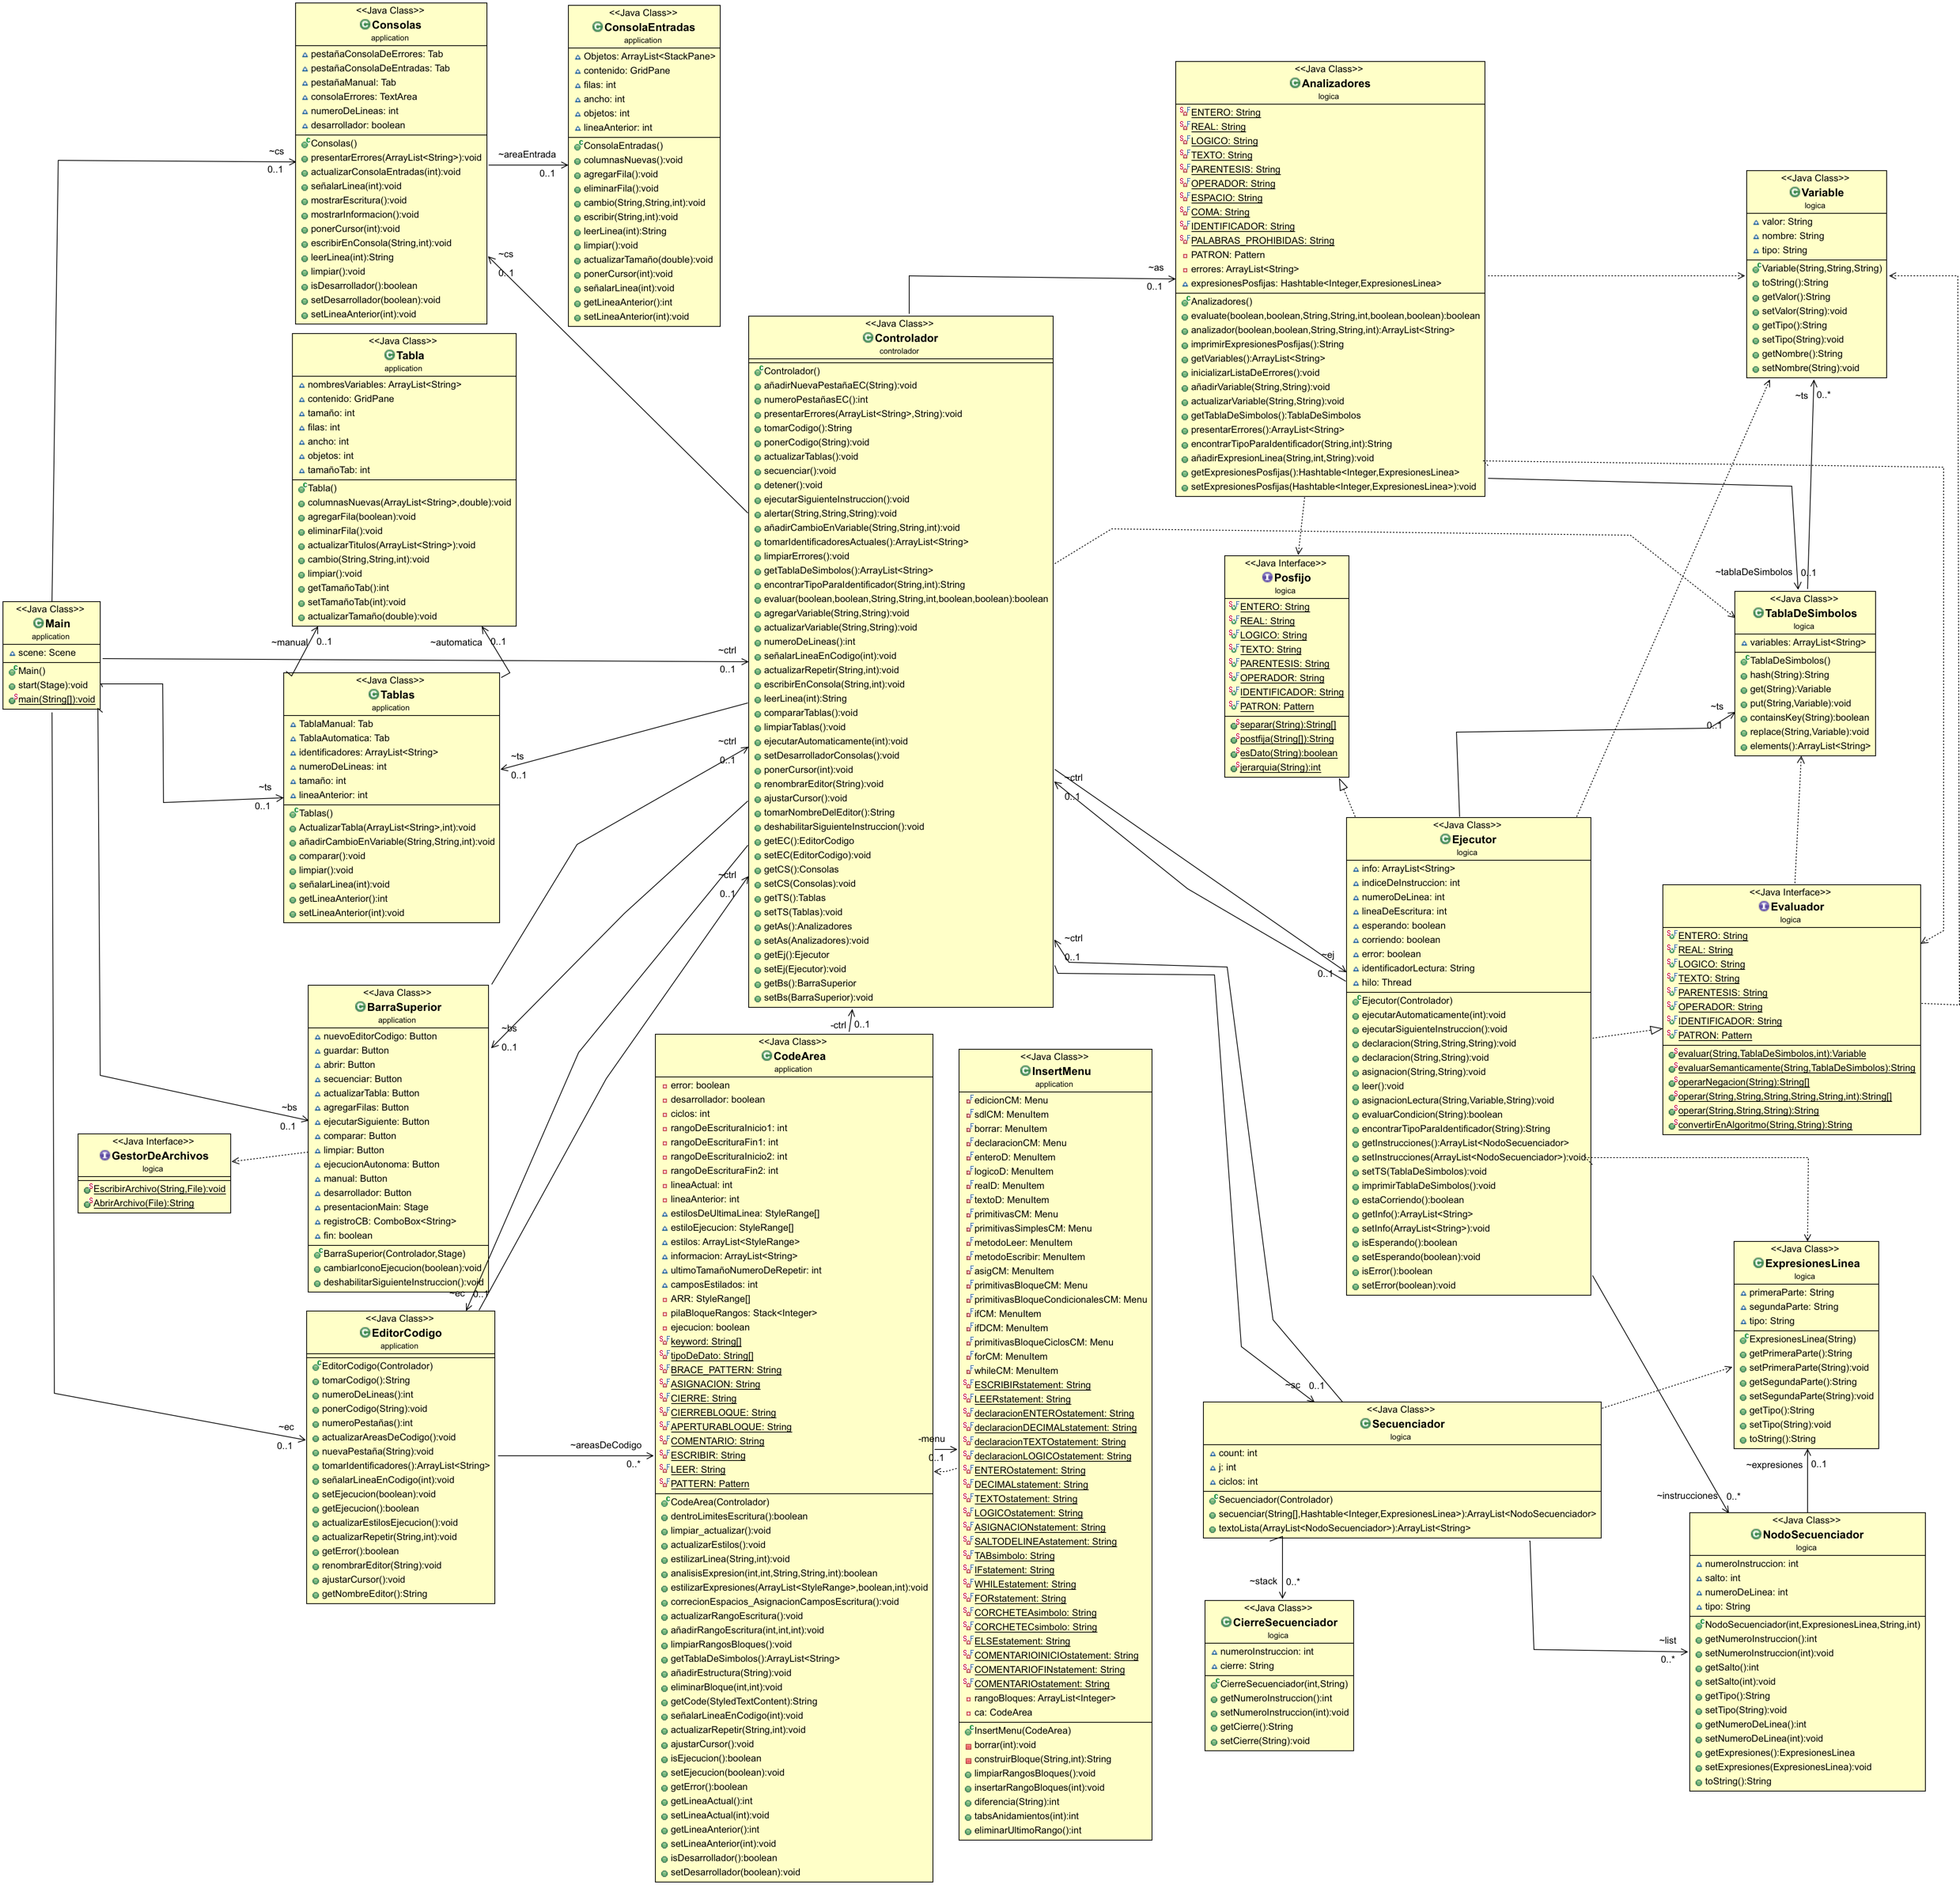 <<Java Class>>
Consolas
application
pestañaConsolaDeErrores: Tab
pestañaConsolaDeEntradas: Tab
pestañaManual: Tab
consolaErrores: TextArea
numeroDeLineas: int
desarrollador: boolean
Consolas()
presentarErrores(ArrayList<String>):void
actualizarConsolaEntradas(int):void
señalarLinea(int):void
mostrarEscritura():void
mostrarInformacion():void
ponerCursor(int):void
escribirEnConsola(String,int):void
leerLinea(int):String
limpiar():void
isDesarrollador():boolean
setDesarrollador(boolean):void
setLineaAnterior(int):void
~areaEntrada
0..1
<<Java Class>>
ConsolaEntradas
application
Objetos: ArrayList<StackPane>
contenido: GridPane
filas: int
ancho: int
objetos: int
lineaAnterior: int
ConsolaEntradas()
columnasNuevas():void
agregarFila():void
eliminarFila():void
cambio(String,String,int):void
escribir(String,int):void
leerLinea(int):String
limpiar():void
actualizarTamaño(double):void
ponerCursor(int):void
señalarLinea(int):void
getLineaAnterior():int
setLineaAnterior(int):void
~cs
0..1
~cs
0..1
<<Java Class>>
Tabla
application
nombresVariables: ArrayList<String>
contenido: GridPane
tamaño: int
filas: int
ancho: int
objetos: int
tamañoTab: int
Tabla()
columnasNuevas(ArrayList<String>,double):void
agregarFila(boolean):void
eliminarFila():void
actualizarTitulos(ArrayList<String>):void
cambio(String,String,int):void
limpiar():void
getTamañoTab():int
setTamañoTab(int):void
actualizarTamaño(double):void
~manual
0..1
~automatica
0..1
<<Java Class>>
Main
application
scene: Scene
Main()
start(Stage):void
main(String[]):void
~ctrl
0..1
<<Java Class>>
Tablas
application
TablaManual: Tab
TablaAutomatica: Tab
identificadores: ArrayList<String>
numeroDeLineas: int
tamaño: int
lineaAnterior: int
Tablas()
ActualizarTabla(ArrayList<String>,int):void
añadirCambioEnVariable(String,String,int):void
comparar():void
limpiar():void
señalarLinea(int):void
getLineaAnterior():int
setLineaAnterior(int):void
~ts
0..1
~ts
0..1
<<Java Class>>
Controlador
controlador
Controlador()
añadirNuevaPestañaEC(String):void
numeroPestañasEC():int
presentarErrores(ArrayList<String>,String):void
tomarCodigo():String
ponerCodigo(String):void
actualizarTablas():void
secuenciar():void
detener():void
ejecutarSiguienteInstruccion():void
alertar(String,String,String):void
añadirCambioEnVariable(String,String,int):void
tomarIdentificadoresActuales():ArrayList<String>
limpiarErrores():void
getTablaDeSimbolos():ArrayList<String>
encontrarTipoParaIdentificador(String,int):String
evaluar(boolean,boolean,String,String,int,boolean,boolean):boolean
agregarVariable(String,String):void
actualizarVariable(String,String):void
numeroDeLineas():int
señalarLineaEnCodigo(int):void
actualizarRepetir(String,int):void
escribirEnConsola(String,int):void
leerLinea(int):String
compararTablas():void
limpiarTablas():void
ejecutarAutomaticamente(int):void
setDesarrolladorConsolas():void
ponerCursor(int):void
renombrarEditor(String):void
ajustarCursor():void
tomarNombreDelEditor():String
deshabilitarSiguienteInstruccion():void
getEC():EditorCodigo
setEC(EditorCodigo):void
getCS():Consolas
setCS(Consolas):void
getTS():Tablas
setTS(Tablas):void
getAs():Analizadores
setAs(Analizadores):void
getEj():Ejecutor
setEj(Ejecutor):void
getBs():BarraSuperior
setBs(BarraSuperior):void
~as
0..1
<<Java Class>>
Analizadores
logica
ENTERO: String
REAL: String
LOGICO: String
TEXTO: String
PARENTESIS: String
OPERADOR: String
ESPACIO: String
COMA: String
IDENTIFICADOR: String
PALABRAS_PROHIBIDAS: String
PATRON: Pattern
errores: ArrayList<String>
expresionesPosfijas: Hashtable<Integer,ExpresionesLinea>
Analizadores()
evaluate(boolean,boolean,String,String,int,boolean,boolean):boolean
analizador(boolean,boolean,String,String,int):ArrayList<String>
imprimirExpresionesPosfijas():String
getVariables():ArrayList<String>
inicializarListaDeErrores():void
añadirVariable(String,String):void
actualizarVariable(String,String):void
getTablaDeSimbolos():TablaDeSimbolos
presentarErrores():ArrayList<String>
encontrarTipoParaIdentificador(String,int):String
añadirExpresionLinea(String,int,String):void
getExpresionesPosfijas():Hashtable<Integer,ExpresionesLinea>
setExpresionesPosfijas(Hashtable<Integer,ExpresionesLinea>):void
<<Java Class>>
Variable
logica
valor: String
nombre: String
tipo: String
Variable(String,String,String)
toString():String
getValor():String
setValor(String):void
getTipo():String
setTipo(String):void
getNombre():String
setNombre(String):void
~ts
0..*
~tablaDeSimbolos
0..1
<<Java Interface>>
Posfijo
logica
ENTERO: String
REAL: String
LOGICO: String
TEXTO: String
PARENTESIS: String
OPERADOR: String
IDENTIFICADOR: String
PATRON: Pattern
separar(String):String[]
postfija(String[]):String
esDato(String):boolean
jerarquia(String):int
<<Java Class>>
TablaDeSimbolos
logica
variables: ArrayList<String>
TablaDeSimbolos()
hash(String):String
get(String):Variable
put(String,Variable):void
containsKey(String):boolean
replace(String,Variable):void
elements():ArrayList<String>
~ts
0..1
<<Java Class>>
Ejecutor
logica
info: ArrayList<String>
indiceDeInstruccion: int
numeroDeLinea: int
lineaDeEscritura: int
esperando: boolean
corriendo: boolean
error: boolean
identificadorLectura: String
hilo: Thread
Ejecutor(Controlador)
ejecutarAutomaticamente(int):void
ejecutarSiguienteInstruccion():void
declaracion(String,String,String):void
declaracion(String,String):void
asignacion(String,String):void
leer():void
asignacionLectura(String,Variable,String):void
evaluarCondicion(String):boolean
encontrarTipoParaIdentificador(String):String
getInstrucciones():ArrayList<NodoSecuenciador>
setInstrucciones(ArrayList<NodoSecuenciador>):void
setTS(TablaDeSimbolos):void
imprimirTablaDeSimbolos():void
estaCorriendo():boolean
getInfo():ArrayList<String>
setInfo(ArrayList<String>):void
isEsperando():boolean
setEsperando(boolean):void
isError():boolean
setError(boolean):void
<<Java Interface>>
Evaluador
logica
ENTERO: String
REAL: String
LOGICO: String
TEXTO: String
PARENTESIS: String
OPERADOR: String
IDENTIFICADOR: String
PATRON: Pattern
evaluar(String,TablaDeSimbolos,int):Variable
evaluarSemanticamente(String,TablaDeSimbolos):String
operarNegacion(String):String[]
operar(String,String,String,String,String,int):String[]
operar(String,String,String):String
convertirEnAlgoritmo(String,String):String
~ctrl
0..1
~ctrl
0..1
~ctrl
0..1
~ej
0..1
~ctrl
0..1
~bs
0..1
~bs
0..1
-ctrl
0..1
<<Java Class>>
BarraSuperior
application
nuevoEditorCodigo: Button
guardar: Button
abrir: Button
secuenciar: Button
actualizarTabla: Button
agregarFilas: Button
ejecutarSiguiente: Button
comparar: Button
limpiar: Button
ejecucionAutonoma: Button
manual: Button
desarrollador: Button
presentacionMain: Stage
registroCB: ComboBox<String>
fin: boolean
BarraSuperior(Controlador,Stage)
cambiarIconoEjecucion(boolean):void
deshabilitarSiguienteInstruccion():void
<<Java Interface>>
GestorDeArchivos
logica
EscribirArchivo(String,File):void
AbrirArchivo(File):String
~ec
0..1
~ec
0..1
<<Java Class>>
EditorCodigo
application
EditorCodigo(Controlador)
tomarCodigo():String
numeroDeLineas():int
ponerCodigo(String):void
numeroPestañas():int
actualizarAreasDeCodigo():void
nuevaPestaña(String):void
tomarIdentificadores():ArrayList<String>
señalarLineaEnCodigo(int):void
setEjecucion(boolean):void
getEjecucion():boolean
actualizarEstilosEjecucion():void
actualizarRepetir(String,int):void
getError():boolean
renombrarEditor(String):void
ajustarCursor():void
getNombreEditor():String
~areasDeCodigo
0..*
<<Java Class>>
CodeArea
application
error: boolean
desarrollador: boolean
ciclos: int
rangoDeEscrituraInicio1: int
rangoDeEscrituraFin1: int
rangoDeEscrituraInicio2: int
rangoDeEscrituraFin2: int
lineaActual: int
lineaAnterior: int
estilosDeUltimaLinea: StyleRange[]
estiloEjecucion: StyleRange[]
estilos: ArrayList<StyleRange>
informacion: ArrayList<String>
ultimoTamañoNumeroDeRepetir: int
camposEstilados: int
ARR: StyleRange[]
pilaBloqueRangos: Stack<Integer>
ejecucion: boolean
keyword: String[]
tipoDeDato: String[]
BRACE_PATTERN: String
ASIGNACION: String
CIERRE: String
CIERREBLOQUE: String
APERTURABLOQUE: String
COMENTARIO: String
ESCRIBIR: String
LEER: String
PATTERN: Pattern
CodeArea(Controlador)
dentroLimitesEscritura():boolean
limpiar_actualizar():void
actualizarEstilos():void
estilizarLinea(String,int):void
analisisExpresion(int,int,String,String,int):boolean
estilizarExpresiones(ArrayList<StyleRange>,boolean,int):void
correcionEspacios_AsignacionCamposEscritura():void
actualizarRangoEscritura():void
añadirRangoEscritura(int,int,int):void
limpiarRangosBloques():void
getTablaDeSimbolos():ArrayList<String>
añadirEstructura(String):void
eliminarBloque(int,int):void
getCode(StyledTextContent):String
señalarLineaEnCodigo(int):void
actualizarRepetir(String,int):void
ajustarCursor():void
isEjecucion():boolean
setEjecucion(boolean):void
getError():boolean
getLineaActual():int
setLineaActual(int):void
getLineaAnterior():int
setLineaAnterior(int):void
isDesarrollador():boolean
setDesarrollador(boolean):void
-menu
0..1
<<Java Class>>
InsertMenu
application
edicionCM: Menu
sdlCM: MenuItem
borrar: MenuItem
declaracionCM: Menu
enteroD: MenuItem
logicoD: MenuItem
realD: MenuItem
textoD: MenuItem
primitivasCM: Menu
primitivasSimplesCM: Menu
metodoLeer: MenuItem
metodoEscribir: MenuItem
asigCM: MenuItem
primitivasBloqueCM: Menu
primitivasBloqueCondicionalesCM: Menu
ifCM: MenuItem
ifDCM: MenuItem
primitivasBloqueCiclosCM: Menu
forCM: MenuItem
whileCM: MenuItem
ESCRIBIRstatement: String
LEERstatement: String
declaracionENTEROstatement: String
declaracionDECIMALstatement: String
declaracionTEXTOstatement: String
declaracionLOGICOstatement: String
ENTEROstatement: String
DECIMALstatement: String
TEXTOstatement: String
LOGICOstatement: String
ASIGNACIONstatement: String
SALTODELINEAstatement: String
TABsimbolo: String
IFstatement: String
WHILEstatement: String
FORstatement: String
CORCHETEAsimbolo: String
CORCHETECsimbolo: String
ELSEstatement: String
COMENTARIOINICIOstatement: String
COMENTARIOFINstatement: String
COMENTARIOstatement: String
rangoBloques: ArrayList<Integer>
ca: CodeArea
InsertMenu(CodeArea)
borrar(int):void
construirBloque(String,int):String
limpiarRangosBloques():void
insertarRangoBloques(int):void
diferencia(String):int
tabsAnidamientos(int):int
eliminarUltimoRango():int
~sc
0..1
<<Java Class>>
Secuenciador
logica
count: int
j: int
ciclos: int
Secuenciador(Controlador)
secuenciar(String[],Hashtable<Integer,ExpresionesLinea>):ArrayList<NodoSecuenciador>
textoLista(ArrayList<NodoSecuenciador>):ArrayList<String>
~stack
0..*
<<Java Class>>
CierreSecuenciador
logica
numeroInstruccion: int
cierre: String
CierreSecuenciador(int,String)
getNumeroInstruccion():int
setNumeroInstruccion(int):void
getCierre():String
setCierre(String):void
<<Java Class>>
ExpresionesLinea
logica
primeraParte: String
segundaParte: String
tipo: String
ExpresionesLinea(String)
getPrimeraParte():String
setPrimeraParte(String):void
getSegundaParte():String
setSegundaParte(String):void
getTipo():String
setTipo(String):void
toString():String
~expresiones
0..1
~instrucciones
0..*
~list
0..*
<<Java Class>>
NodoSecuenciador
logica
numeroInstruccion: int
salto: int
numeroDeLinea: int
tipo: String
NodoSecuenciador(int,ExpresionesLinea,String,int)
getNumeroInstruccion():int
setNumeroInstruccion(int):void
getSalto():int
setSalto(int):void
getTipo():String
setTipo(String):void
getNumeroDeLinea():int
setNumeroDeLinea(int):void
getExpresiones():ExpresionesLinea
setExpresiones(ExpresionesLinea):void
toString():String